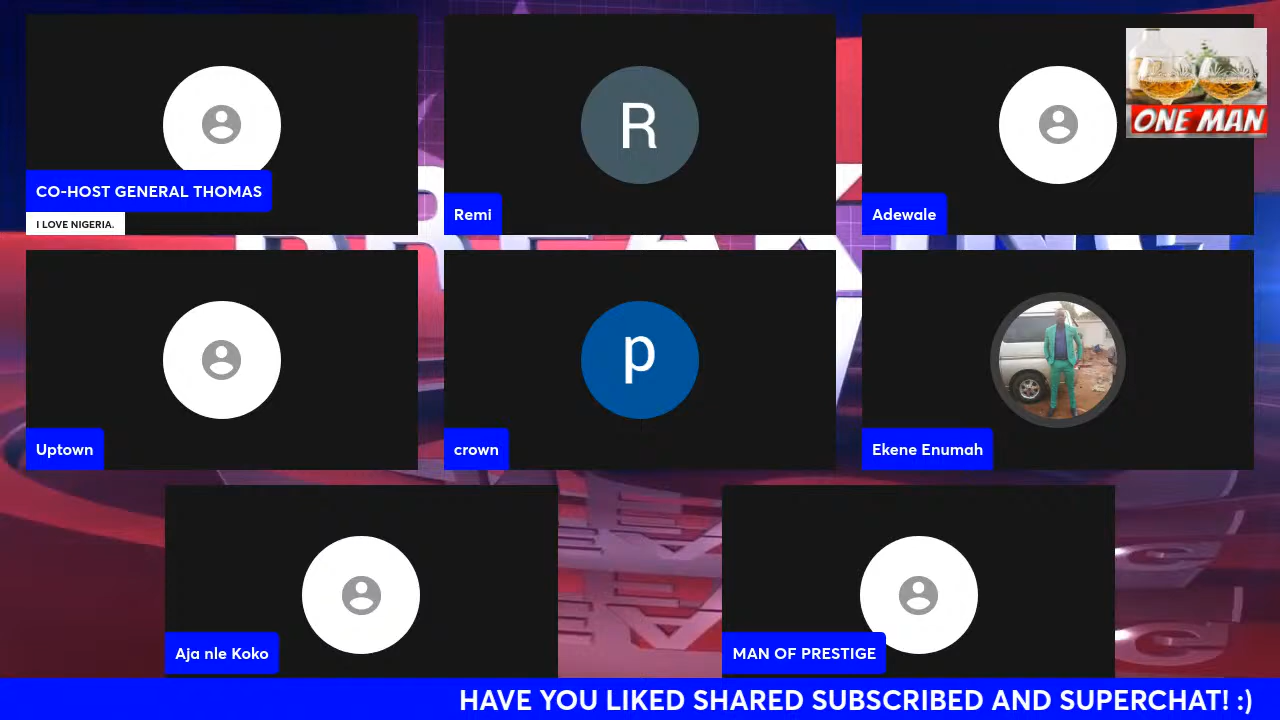 CO-HOST GENERAL THOMAS
I LOVE NIGERIA.
R
Remi
Adewale
ONE MAN
BREAKING
Uptown
p
crown
Ekene Enumah
Aja nle Koko
MAN OF PRESTIGE
HAVE YOU LIKED SHARED SUBSCRIBED AND SUPERCHAT! :)